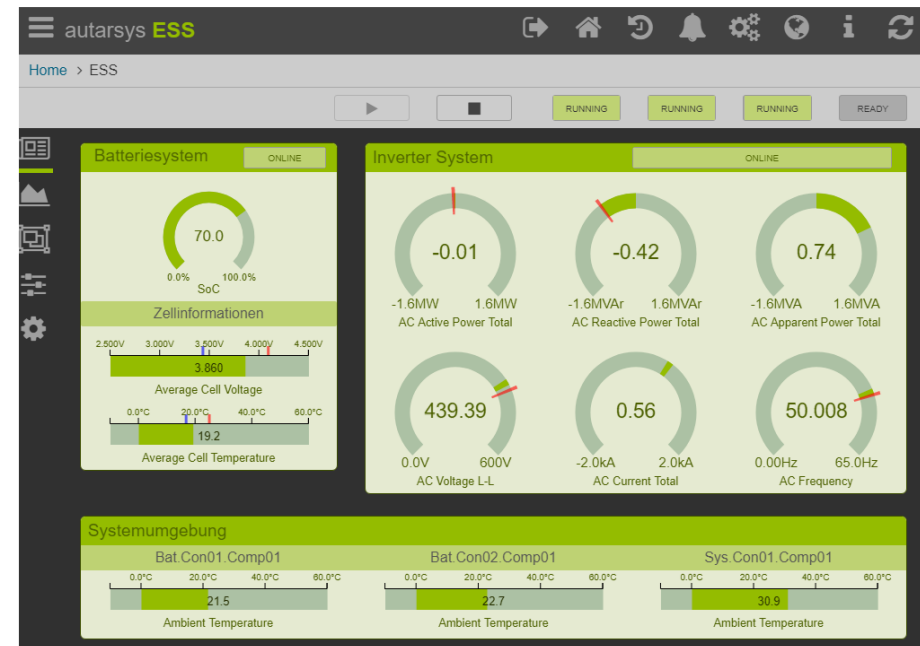 autarsys ESS
Home > ESS
RUNNING RUNNING RUNNING READY
Batteriesystem ONLINE
70.0
0.0% 100.0%
SoC
Zellinformationen
2.500V 3.000V 3.500V 4.000V 4.500V
3.860
Average Cell Voltage
0.0°C 20.0°C 40.0°C 60.0°C
19.2
Average Cell Temperature
Inverter System ONLINE
-0.01
-1.6MW 1.6MW
AC Active Power Total
-0.42
-1.6MVAr 1.6MVAr
AC Reactive Power Total
0.74
-1.6MVA 1.6MVA
AC Apparent Power Total
439.39
0.0V 600V
AC Voltage L-L
0.56
-2.0kA 2.0kA
AC Current Total
50.008
0.00Hz 65.0Hz
AC Frequency
Systemumgebung
Bat.Con01.Comp01
0.0°C 20.0°C 40.0°C 60.0°C
21.5
Ambient Temperature
Bat.Con02.Comp01
0.0°C 20.0°C 40.0°C 60.0°C
22.7
Ambient Temperature
Sys.Con01.Comp01
0.0°C 20.0°C 40.0°C 60.0°C
30.9
Ambient Temperature